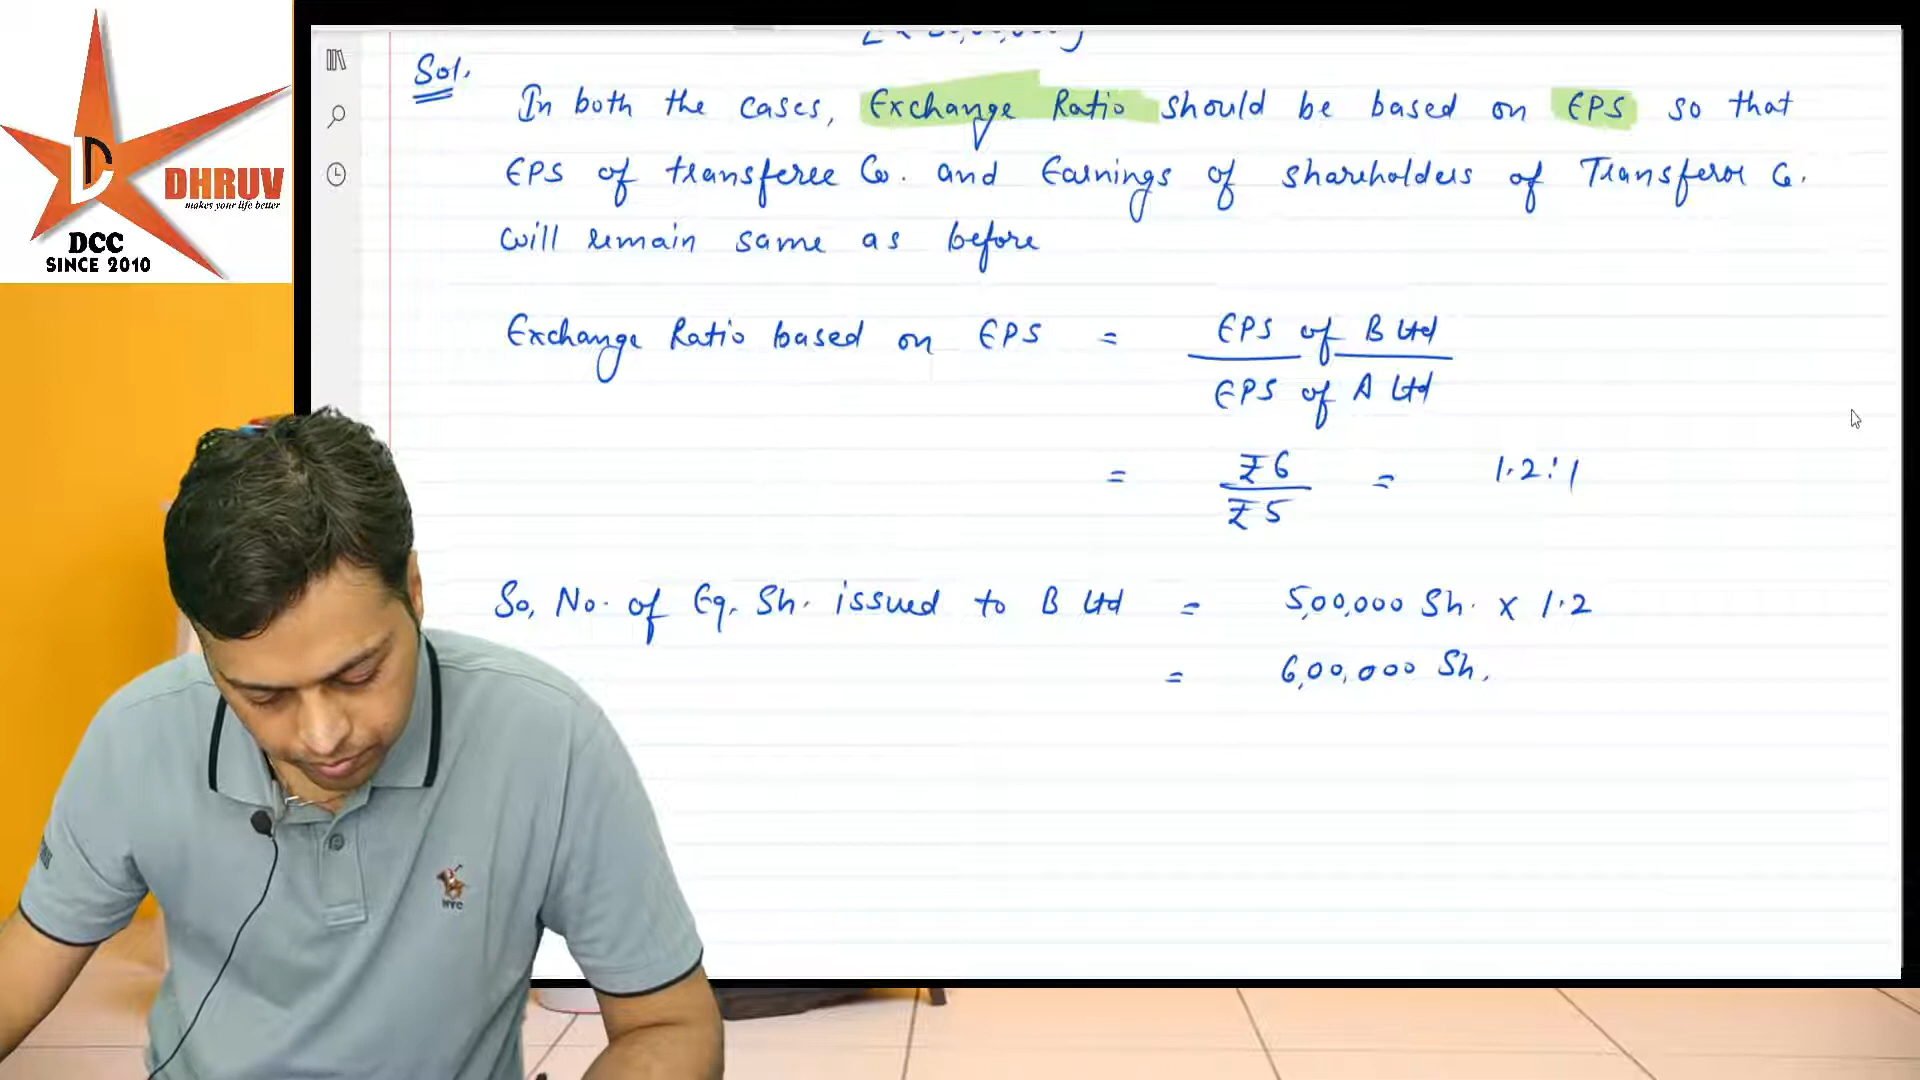 DC
DHRUV
makes your life better
DCC
SINCE 2010
Sol.
In both the cases, Exchange Ratio should be based on EPS so that
EPS of transferee Co. and Earnings of shareholders of Transferor Co.
will remain same as before
Exchange Ratio based on EPS = EPS of B Ltd
EPS of A Ltd
= ₹6 = 1.2:1
₹5
So, No. of Eq. Sh. issued to B Ltd = 5,00,000 Sh. x 1.2
= 6,00,000 Sh.
NYC